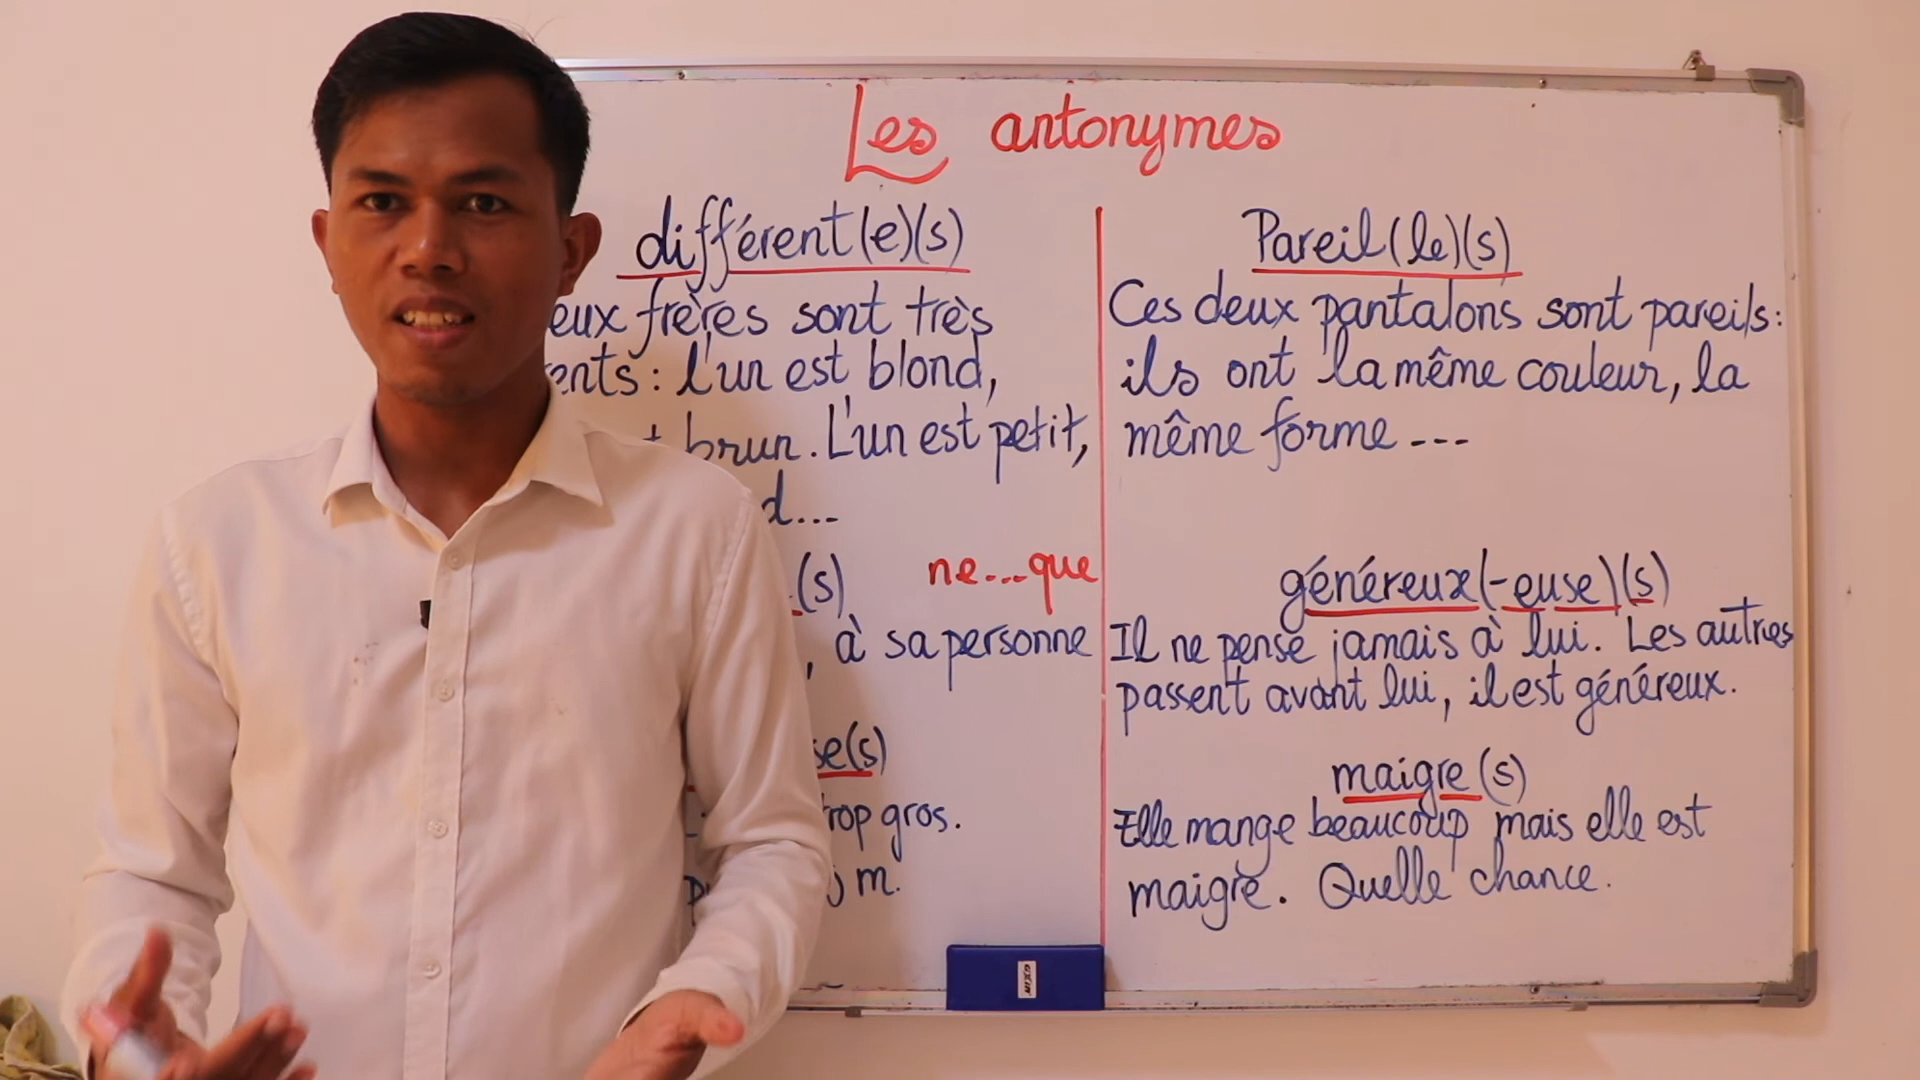 Les antonymes
différent(e)(s)
eux frères sont très
ents : l'un est blond,
t brun. L'un est petit,
d...
(s) ne...que
, à sa personne
se(s)
rop gros.
j m.
Pareil(le)(s)
Ces deux pantalons sont pareils :
ils ont la même couleur, la
même forme ---
généreux(-euse)(s)
Il ne pense jamais à lui. Les autres
passent avant lui, il est généreux.
maigre(s)
Elle mange beaucoup mais elle est
maigre. Quelle chance.